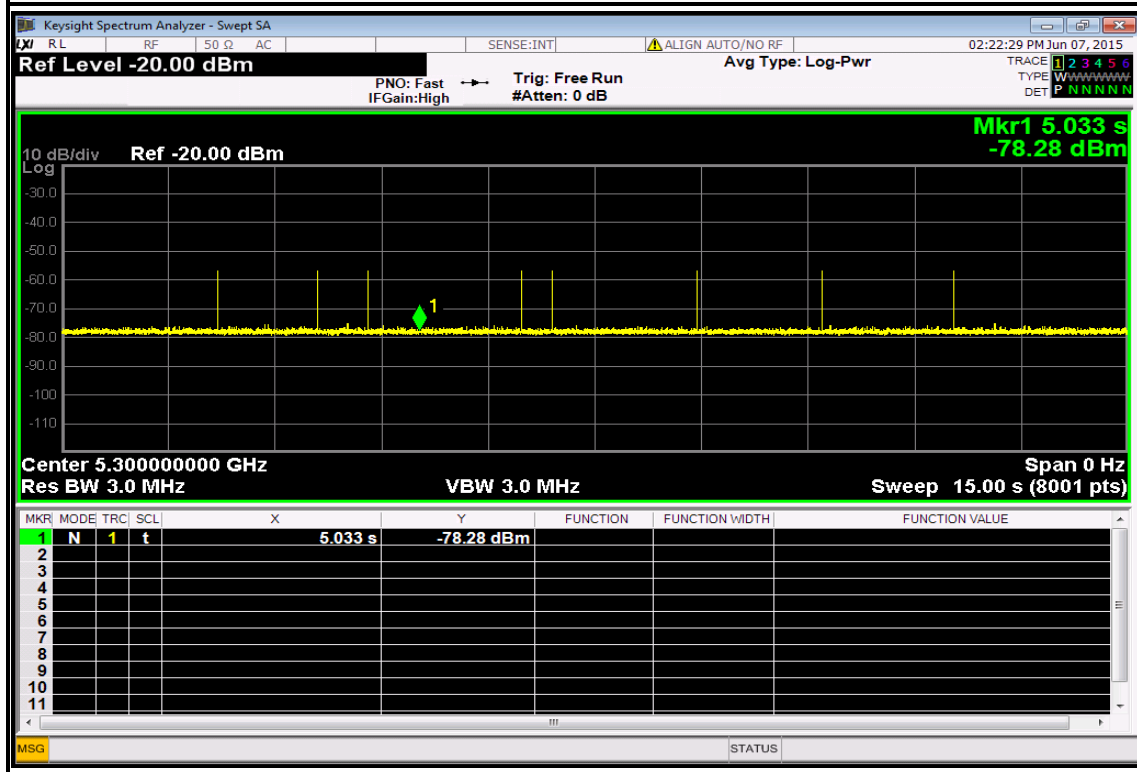 Keysight Spectrum Analyzer - Swept SA
LXI RL RF 50 Ω AC SENSE:INT ALIGN AUTO/NO RF 02:22:29 PM Jun 07, 2015
Ref Level -20.00 dBm
PNO: Fast
IFGain:High
Trig: Free Run
#Atten: 0 dB
Avg Type: Log-Pwr
TRACE 1 2 3 4 5 6
TYPE WWWWWW
DET P N N N N N
Mkr1 5.033 s
-78.28 dBm
10 dB/div Ref -20.00 dBm
Log
-30.0
-40.0
-50.0
-60.0
-70.0
-80.0
-90.0
-100
-110
1
Center 5.300000000 GHz Span 0 Hz
Res BW 3.0 MHz VBW 3.0 MHz Sweep 15.00 s (8001 pts)
MKR MODE TRC SCL X Y FUNCTION FUNCTION WIDTH FUNCTION VALUE
1 N 1 t 5.033 s -78.28 dBm
2
3
4
5
6
7
8
9
10
11
MSG STATUS